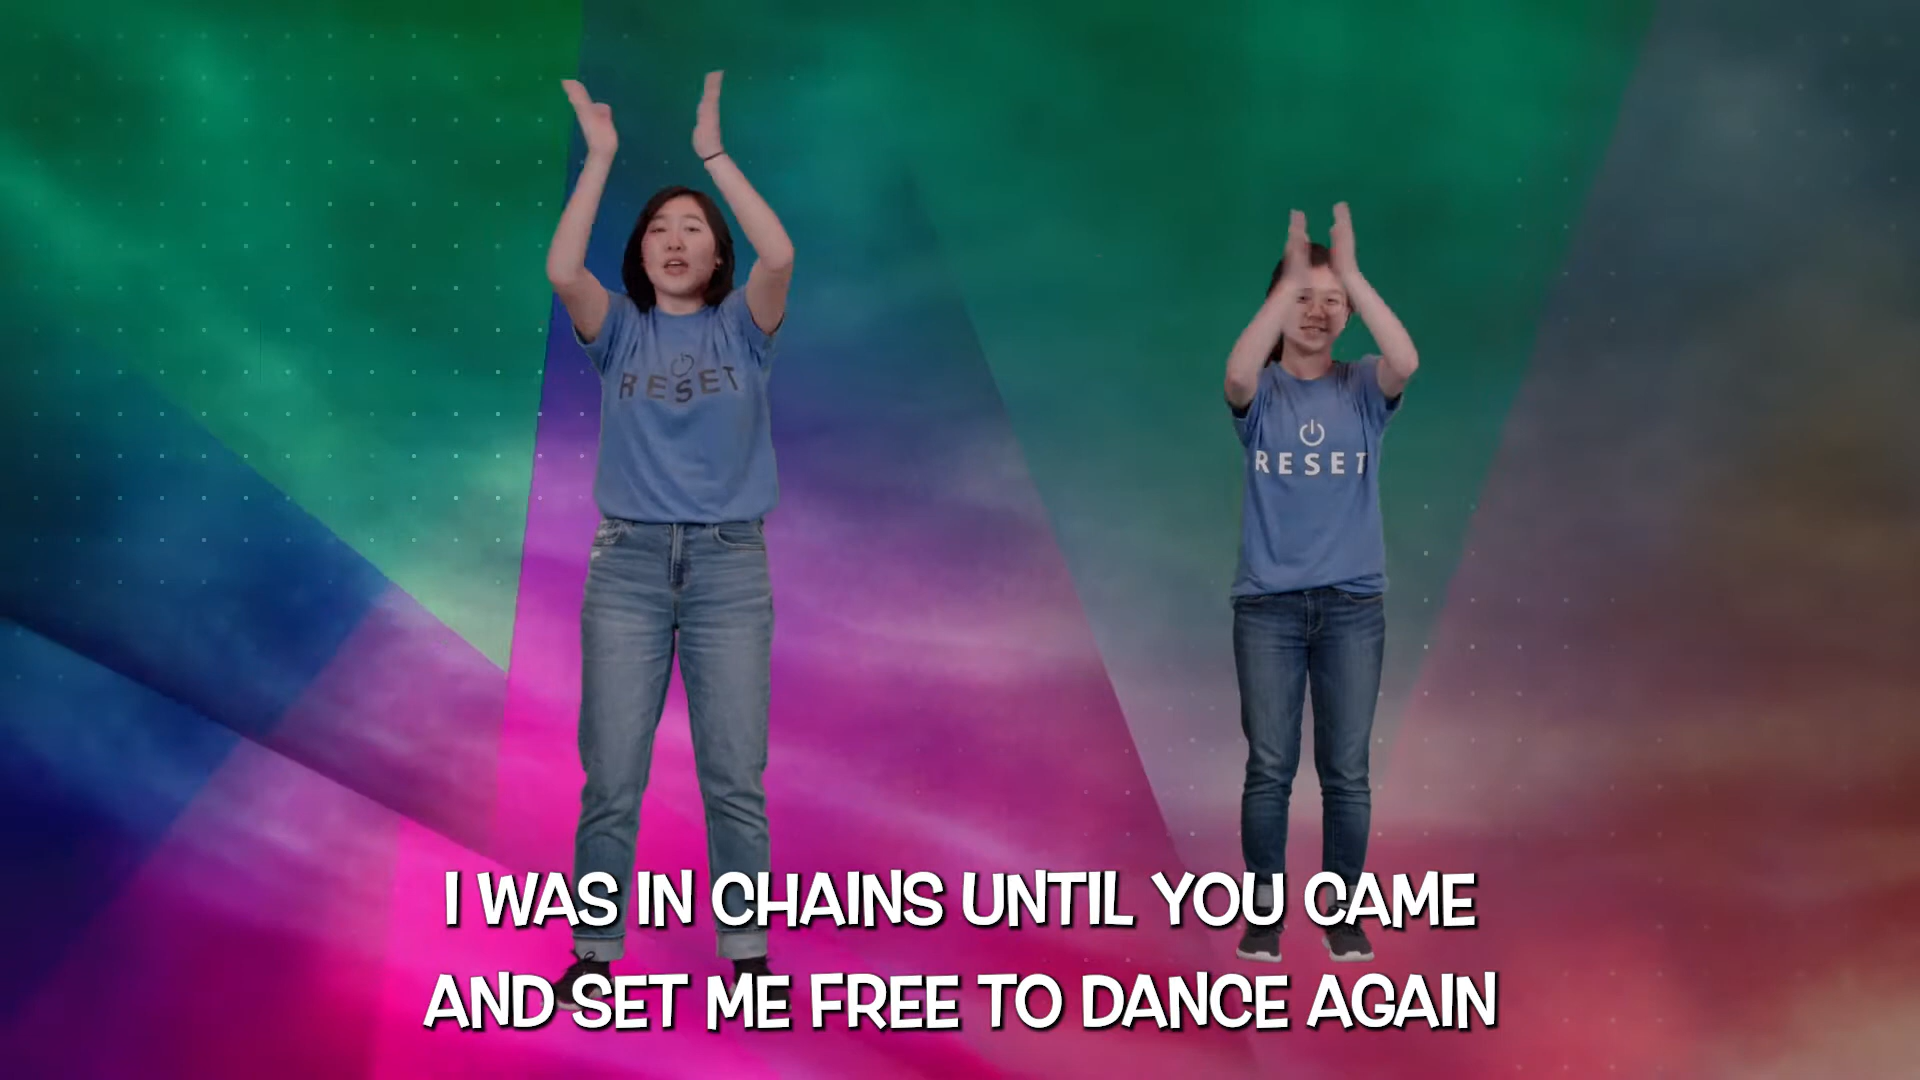 RESET
RESET
I WAS IN CHAINS UNTIL YOU CAME
AND SET ME FREE TO DANCE AGAIN